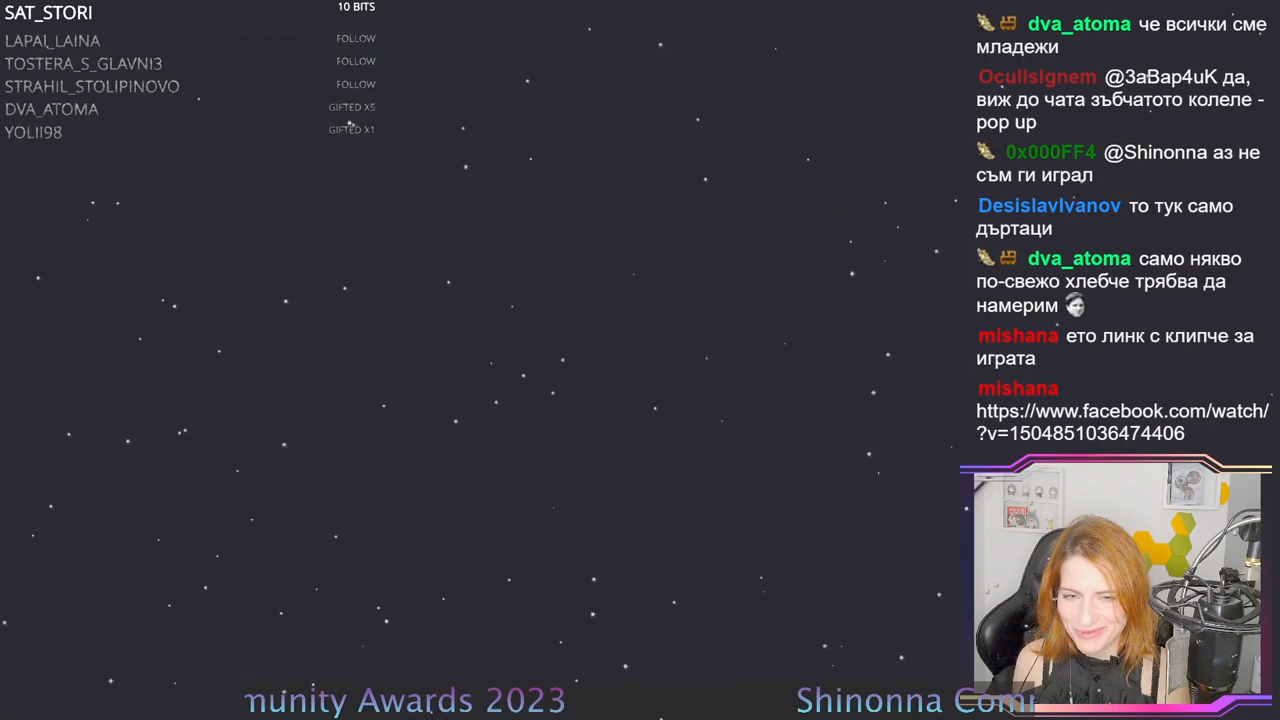 SAT_STORI 10 BITS
LAPAI_LAINA FOLLOW
TOSTERA_S_GLAVNI3 FOLLOW
STRAHIL_STOLIPINOVO FOLLOW
DVA_ATOMA GIFTED X5
YOLII98 GIFTED X1
dva_atoma че всички сме
младежи
OculisIgnem @3aBap4uK да,
виж до чата зъбчатото колеле -
pop up
0x000FF4 @Shinonna аз не
съм ги играл
DesislavIvanov то тук само
дъртаци
dva_atoma само някво
по-свежо хлебче трябва да
намерим
mishana ето линк с клипче за
играта
mishana
https://www.facebook.com/watch/
?v=1504851036474406
munity Awards 2023 Shinonna Com